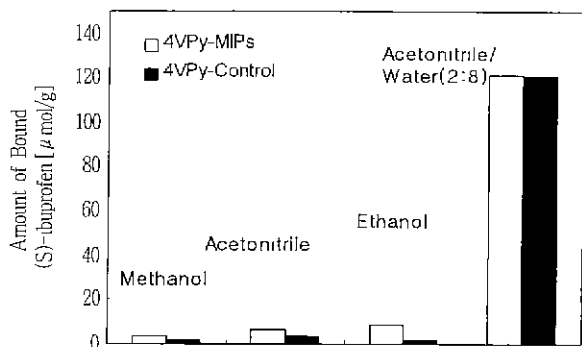 4VPy-MIPs
4VPy-Control
Acetonitrile/
Water(2:8)
Ethanol
Acetonitrile
Methanol
140
120
100
80
60
40
20
0
Amount of Bound
(S)-ibuprofen [μ mol/g]